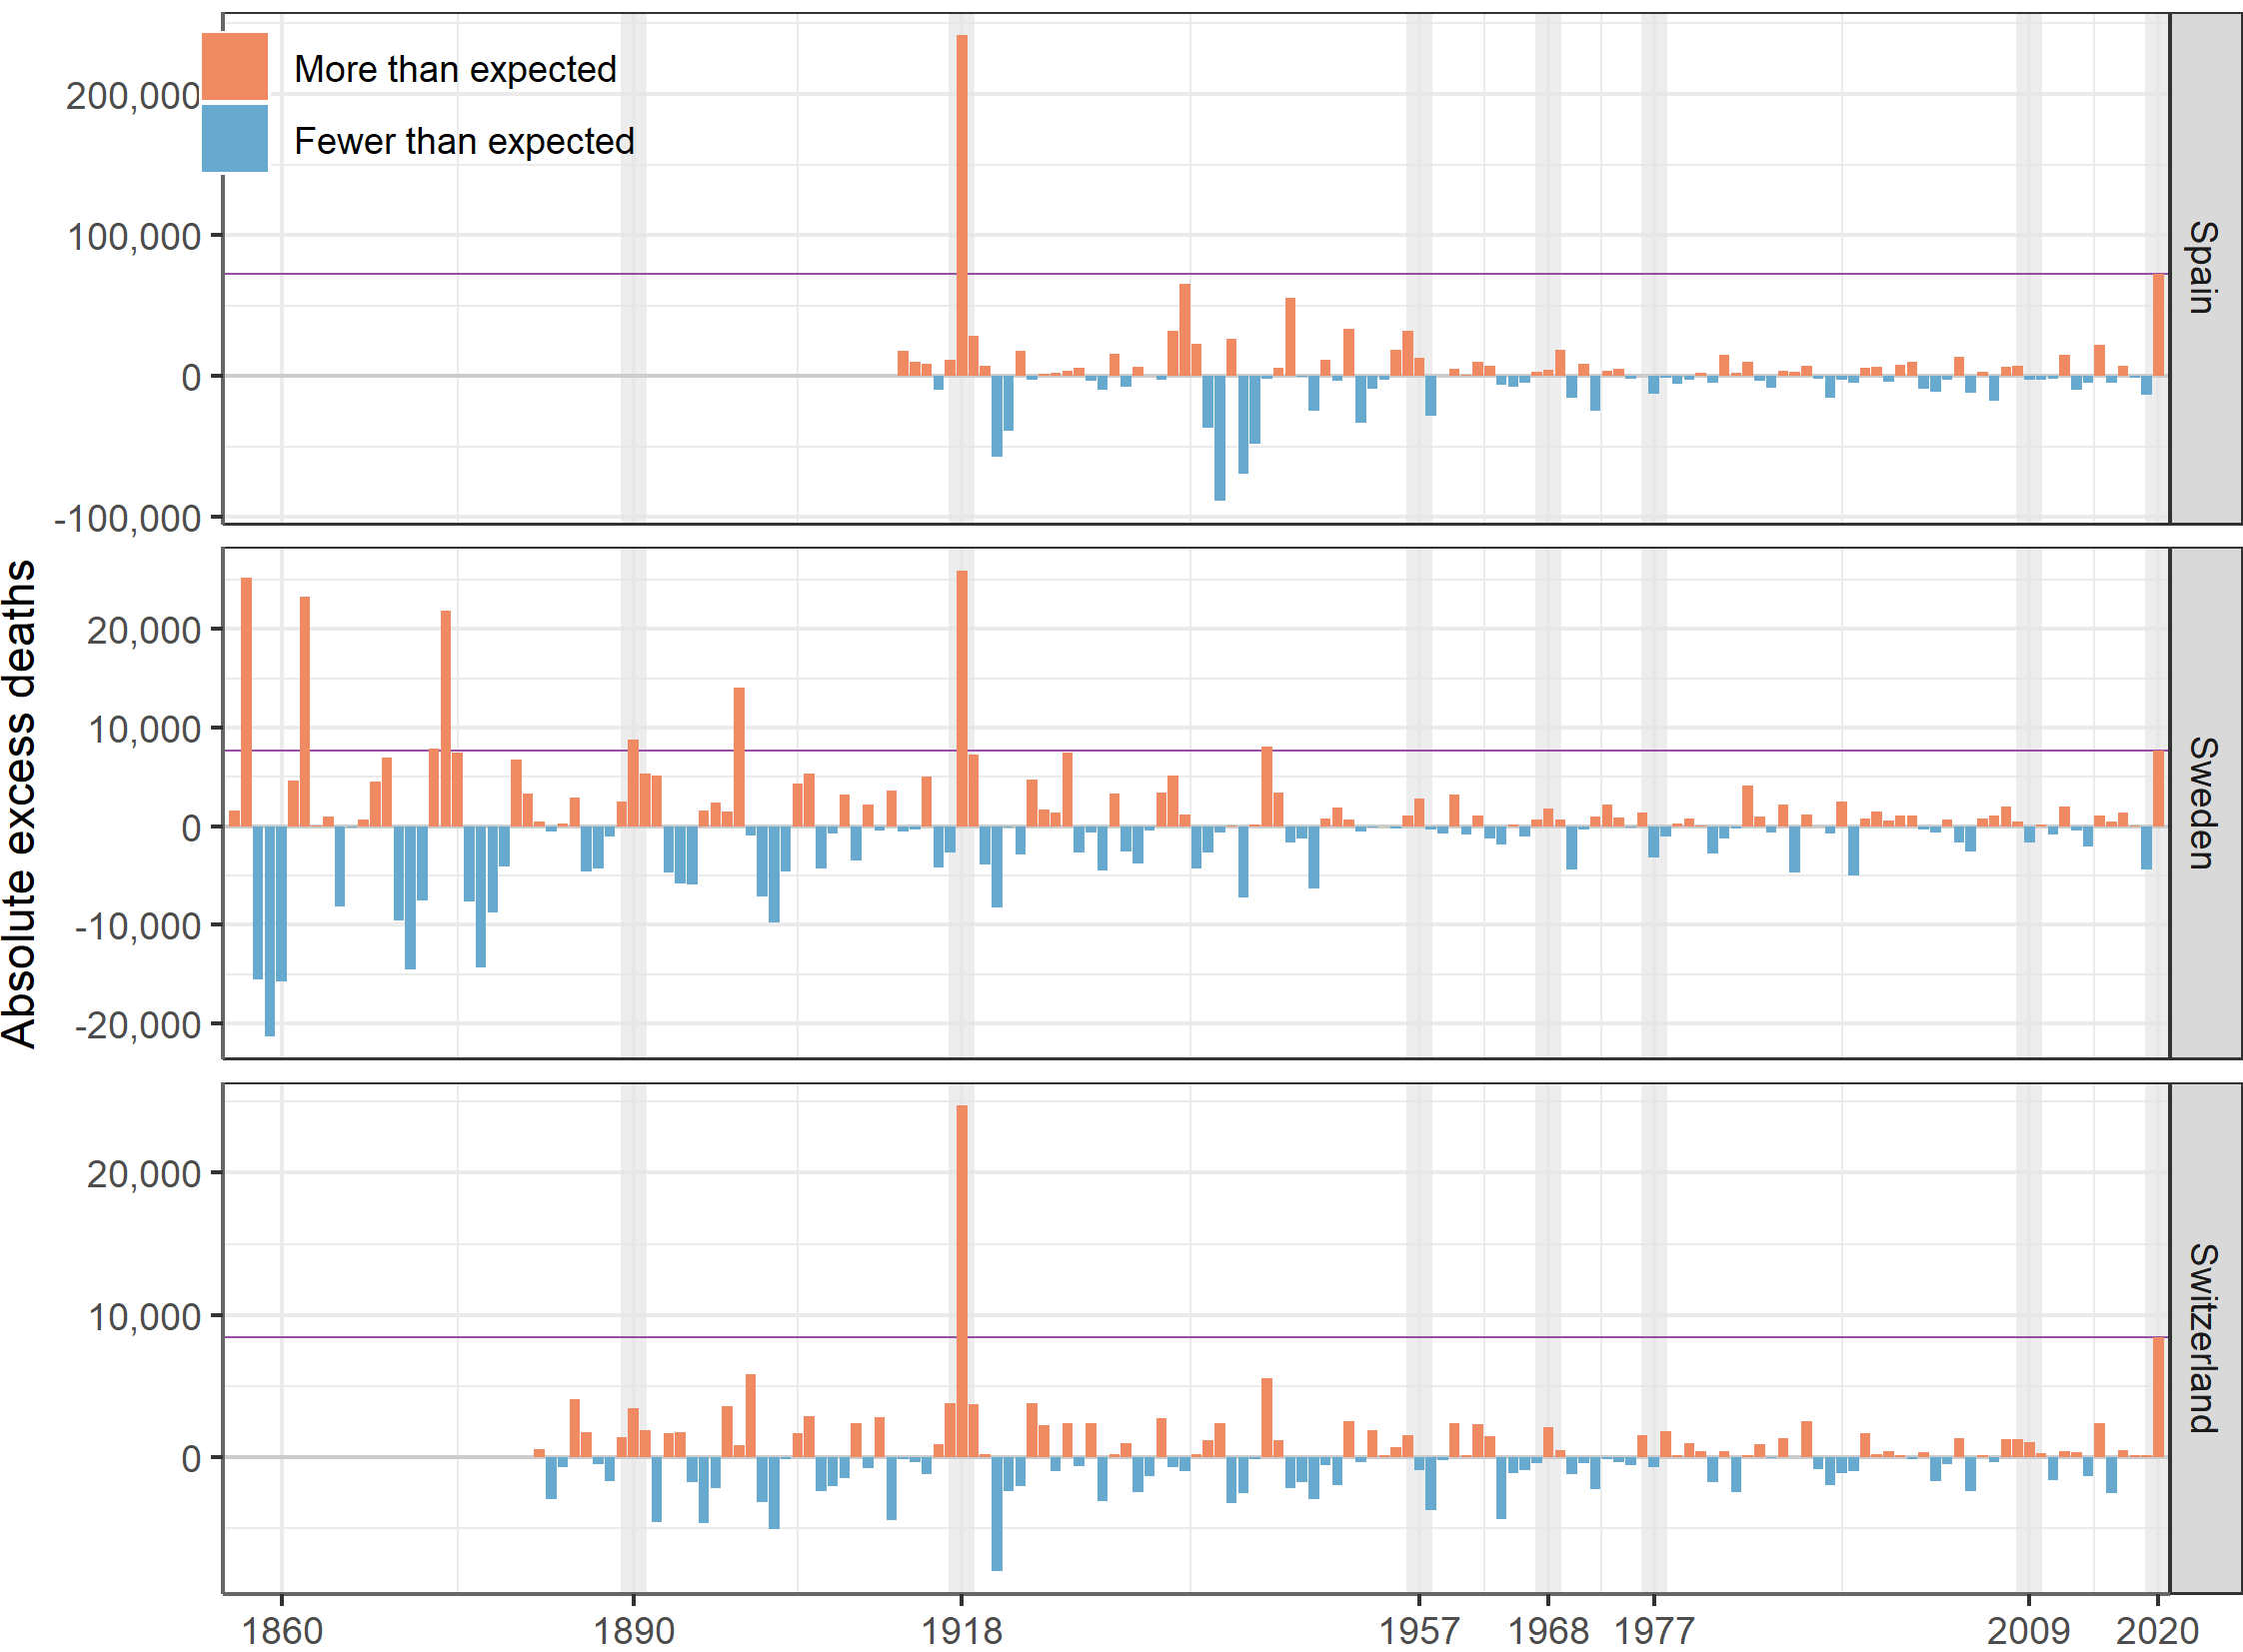 More than expected
Fewer than expected
200,000
100,000
0
-100,000
Spain
Absolute excess deaths
20,000
10,000
0
-10,000
-20,000
Sweden
20,000
10,000
0
Switzerland
1860 1890 1918 1957 1968 1977 2009 2020